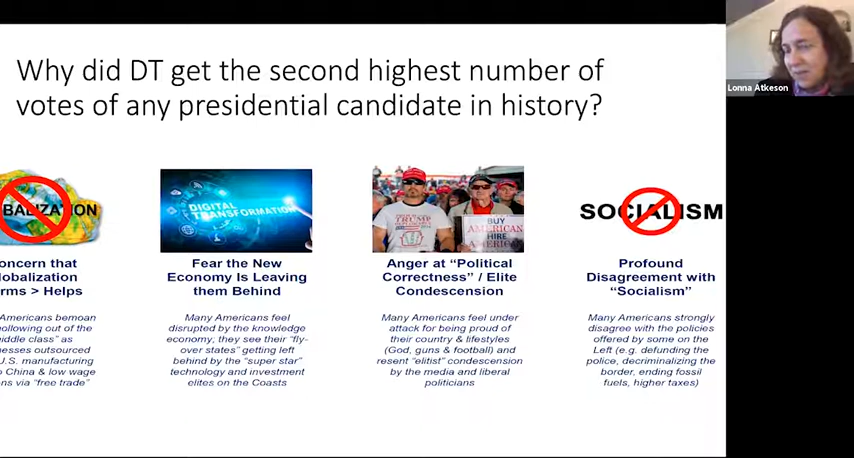 Why did DT get the second highest number of
votes of any presidential candidate in history?
Lonna Atkeson
BALIZATION
DIGITAL
TRANSFORMATION
TRUMP
BUY
AMERICAN
HIRE
AMERICA
SOCIALISM
oncern that
lobalization
rms > Helps
Americans bemoan
ollowing out of the
iddle class" as
nesses outsourced
U.S. manufacturing
China & low wage
ns via "free trade"
Fear the New
Economy Is Leaving
them Behind
Many Americans feel
disrupted by the knowledge
economy; they see their "fly-
over states" getting left
behind by the "super star"
technology and investment
elites on the Coasts
Anger at "Political
Correctness" / Elite
Condescension
Many Americans feel under
attack for being proud of
their country & lifestyles
(God, guns & football) and
resent "elitist" condescension
by the media and liberal
politicians
Profound
Disagreement with
"Socialism"
Many Americans strongly
disagree with the policies
offered by some on the
Left (e.g. defunding the
police, decriminalizing the
border, ending fossil
fuels, higher taxes)